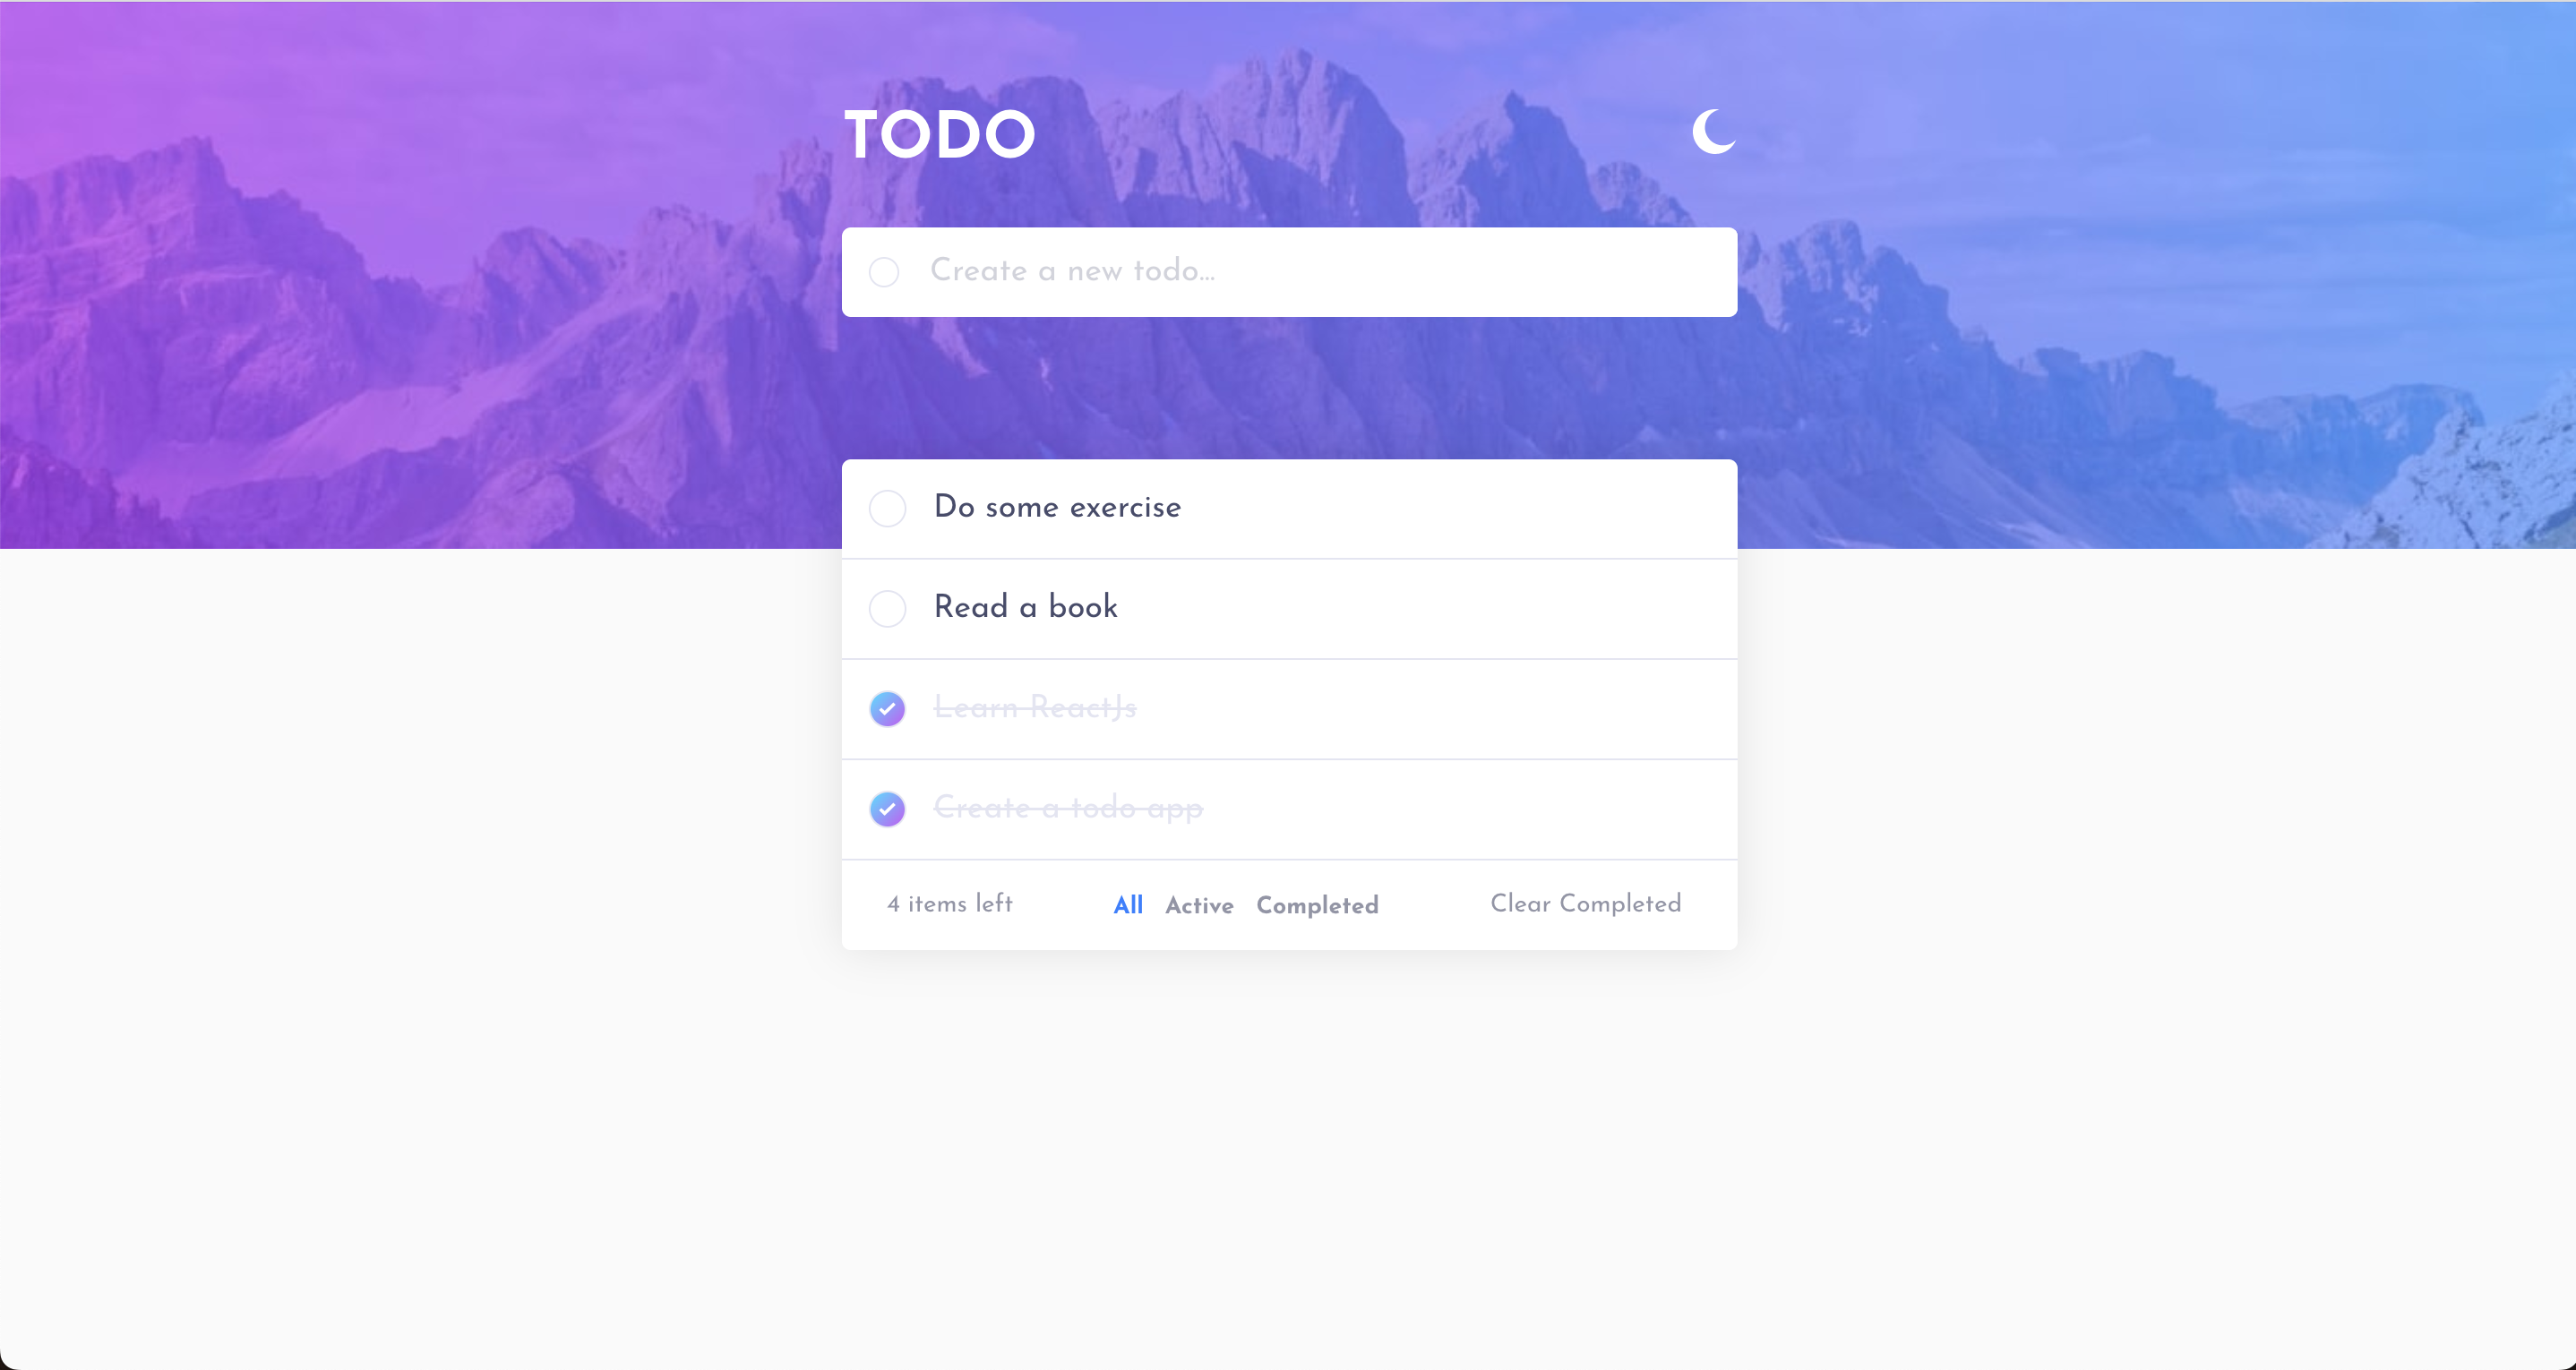 TODO
Create a new todo...
Do some exercise
Read a book
Learn ReactJs
Create a todo app
4 items left All Active Completed Clear Completed